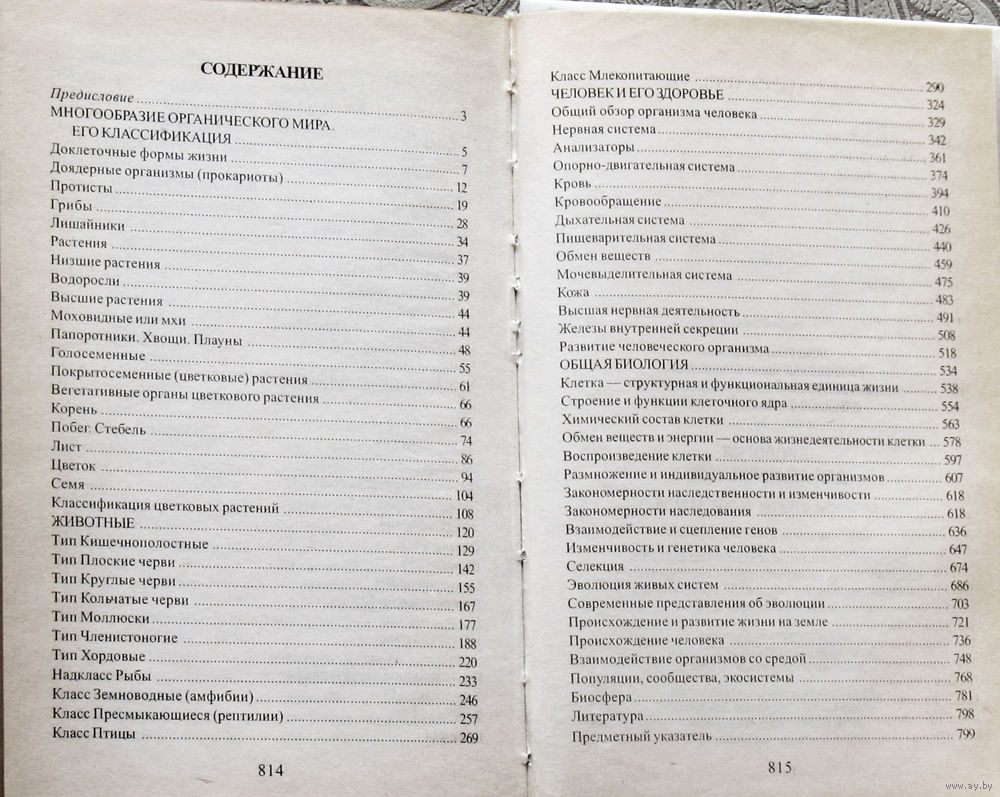 СОДЕРЖАНИЕ
Предисловие ... 3
МНОГООБРАЗИЕ ОРГАНИЧЕСКОГО МИРА.
ЕГО КЛАССИФИКАЦИЯ ... 5
Доклеточные формы жизни ... 7
Доядерные организмы (прокариоты) ... 12
Протисты ... 19
Грибы ... 28
Лишайники ... 34
Растения ... 37
Низшие растения ... 39
Водоросли ... 39
Высшие растения ... 44
Моховидные или мхи ... 44
Папоротники. Хвощи. Плауны ... 48
Голосеменные ... 55
Покрытосеменные (цветковые) растения ... 61
Вегетативные органы цветкового растения ... 66
Корень ... 66
Побег. Стебель ... 74
Лист ... 86
Цветок ... 94
Семя ... 104
Классификация цветковых растений ... 108
ЖИВОТНЫЕ ... 120
Тип Кишечнополостные ... 129
Тип Плоские черви ... 142
Тип Круглые черви ... 155
Тип Кольчатые черви ... 167
Тип Моллюски ... 177
Тип Членистоногие ... 188
Тип Хордовые ... 220
Надкласс Рыбы ... 233
Класс Земноводные (амфибии) ... 246
Класс Пресмыкающиеся (рептилии) ... 257
Класс Птицы ... 269
814
Класс Млекопитающие ... 290
ЧЕЛОВЕК И ЕГО ЗДОРОВЬЕ ... 324
Общий обзор организма человека ... 329
Нервная система ... 342
Анализаторы ... 361
Опорно-двигательная система ... 374
Кровь ... 394
Кровообращение ... 410
Дыхательная система ... 426
Пищеварительная система ... 440
Обмен веществ ... 459
Мочевыделительная система ... 475
Кожа ... 483
Высшая нервная деятельность ... 491
Железы внутренней секреции ... 508
Развитие человеческого организма ... 518
ОБЩАЯ БИОЛОГИЯ ... 534
Клетка — структурная и функциональная единица жизни ... 538
Строение и функции клеточного ядра ... 554
Химический состав клетки ... 563
Обмен веществ и энергии — основа жизнедеятельности клетки ... 578
Воспроизведение клетки ... 597
Размножение и индивидуальное развитие организмов ... 607
Закономерности наследственности и изменчивости ... 618
Закономерности наследования ... 618
Взаимодействие и сцепление генов ... 636
Изменчивость и генетика человека ... 647
Селекция ... 674
Эволюция живых систем ... 686
Современные представления об эволюции ... 703
Происхождение и развитие жизни на земле ... 721
Происхождение человека ... 736
Взаимодействие организмов со средой ... 748
Популяции, сообщества, экосистемы ... 768
Биосфера ... 781
Литература ... 798
Предметный указатель ... 799
815
www.ay.by